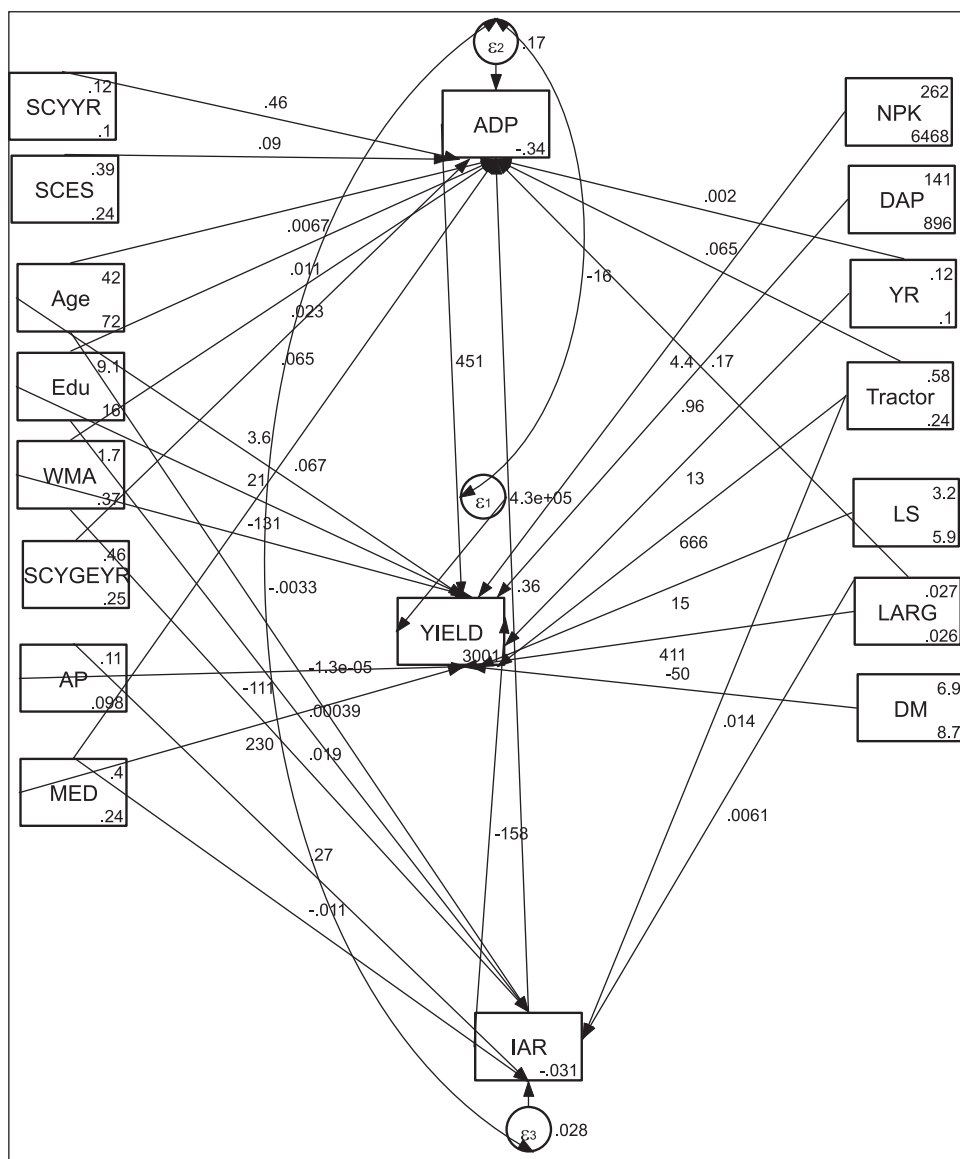 ε2
.17
ADP
-.34
.12
SCYYR
.1
.46
.39
SCES
.24
.09
42
Age
72
.0067
9.1
Edu
16
.011
1.7
WMA
.37
.023
.46
SCYGEYR
.25
.065
.11
AP
.098
.4
MED
.24
262
NPK
6468
141
DAP
896
.12
YR
.1
.002
.58
Tractor
.24
.065
3.2
LS
5.9
.027
LARG
.026
6.9
DM
8.7
-16
451
4.4
.17
.96
3.6
.067
21
13
-131
ε1
4.3e+05
666
-.0033
.36
15
YIELD
3001
411
-50
-1.3e-05
-111
.00039
230
.019
.014
-158
.0061
.27
-.011
IAR
-.031
ε3
.028